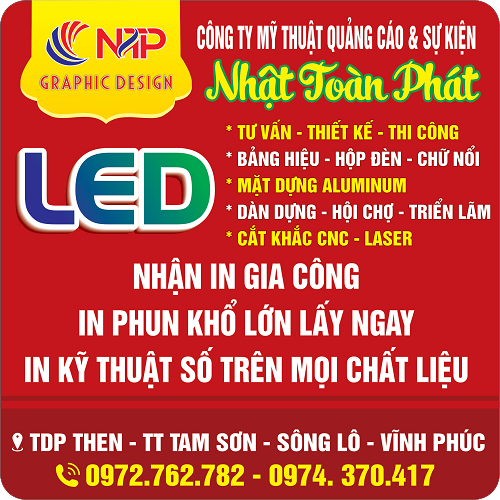 NTP
GRAPHIC DESIGN
CÔNG TY MỸ THUẬT QUẢNG CÁO & SỰ KIỆN
Nhật Toàn Phát
LED
* TƯ VẤN - THIẾT KẾ - THI CÔNG
* BẢNG HIỆU - HỘP ĐÈN - CHỮ NỔI
* MẶT DỰNG ALUMINUM
* DÀN DỰNG - HỘI CHỢ - TRIỂN LÃM
* CẮT KHẮC CNC - LASER
NHẬN IN GIA CÔNG
IN PHUN KHỔ LỚN LẤY NGAY
IN KỸ THUẬT SỐ TRÊN MỌI CHẤT LIỆU
TDP THEN - TT TAM SƠN - SÔNG LÔ - VĨNH PHÚC
0972.762.782 - 0974. 370.417